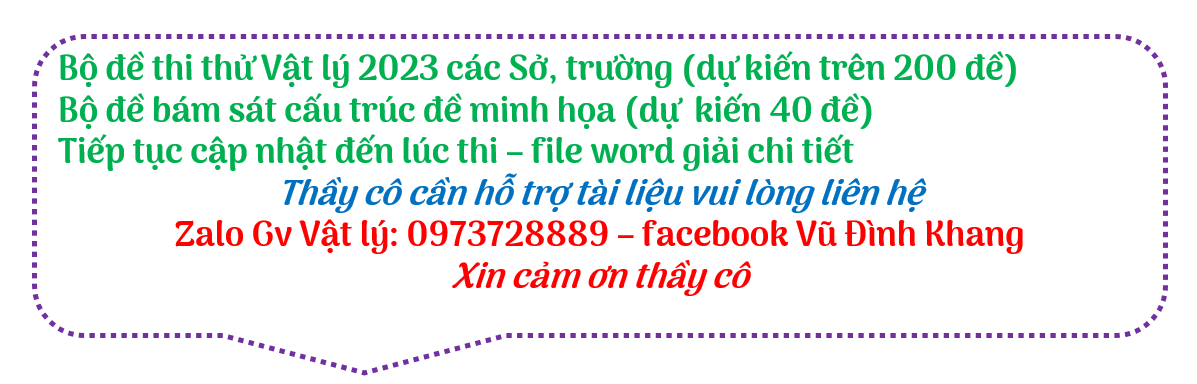 Bộ đề thi thử Vật lý 2023 các Sở, trường (dự kiến trên 200 đề)
Bộ đề bám sát cấu trúc đề minh họa (dự  kiến 40 đề)
Tiếp tục cập nhật đến lúc thi – file word giải chi tiết
Thầy cô cần hỗ trợ tài liệu vui lòng liên hệ
Zalo Gv Vật lý: 0973728889 – facebook Vũ Đình Khang
Xin cảm ơn thầy cô